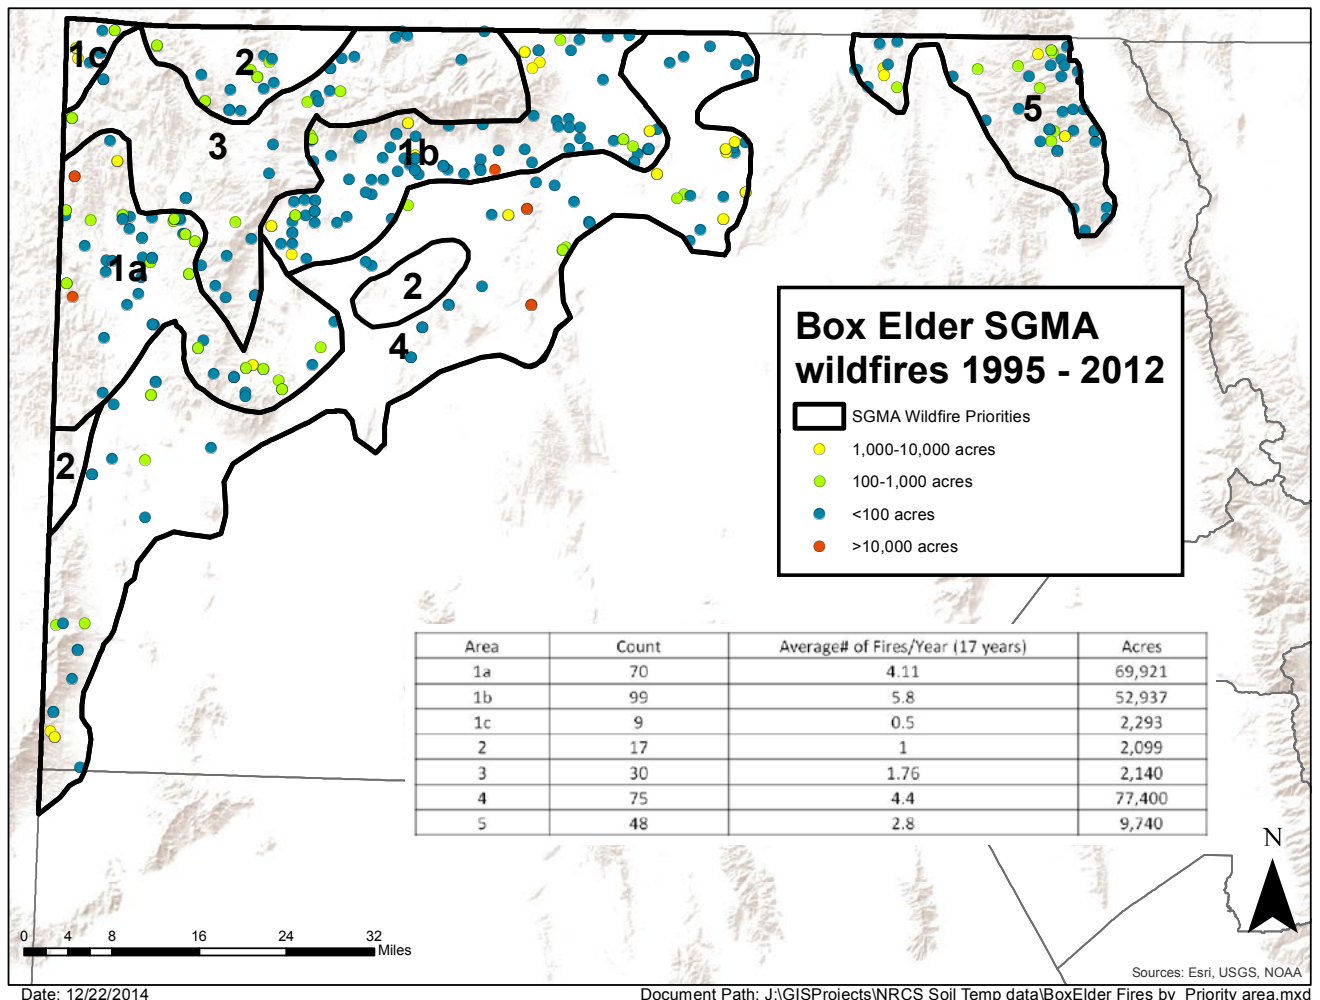 1c
2
3
1b
5
1a
2
4
2
Box Elder SGMA
wildfires 1995 - 2012
SGMA Wildfire Priorities
1,000-10,000 acres
100-1,000 acres
<100 acres
>10,000 acres
Area Count Average# of Fires/Year (17 years) Acres
1a 70 4.11 69,921
1b 99 5.8 52,937
1c 9 0.5 2,293
2 17 1 2,099
3 30 1.76 2,140
4 75 4.4 77,400
5 48 2.8 9,740
N
0 4 8 16 24 32
Miles
Sources: Esri, USGS, NOAA
Date: 12/22/2014
Document Path: J:\GISProjects\NRCS Soil Temp data\BoxElder Fires by Priority area.mxd